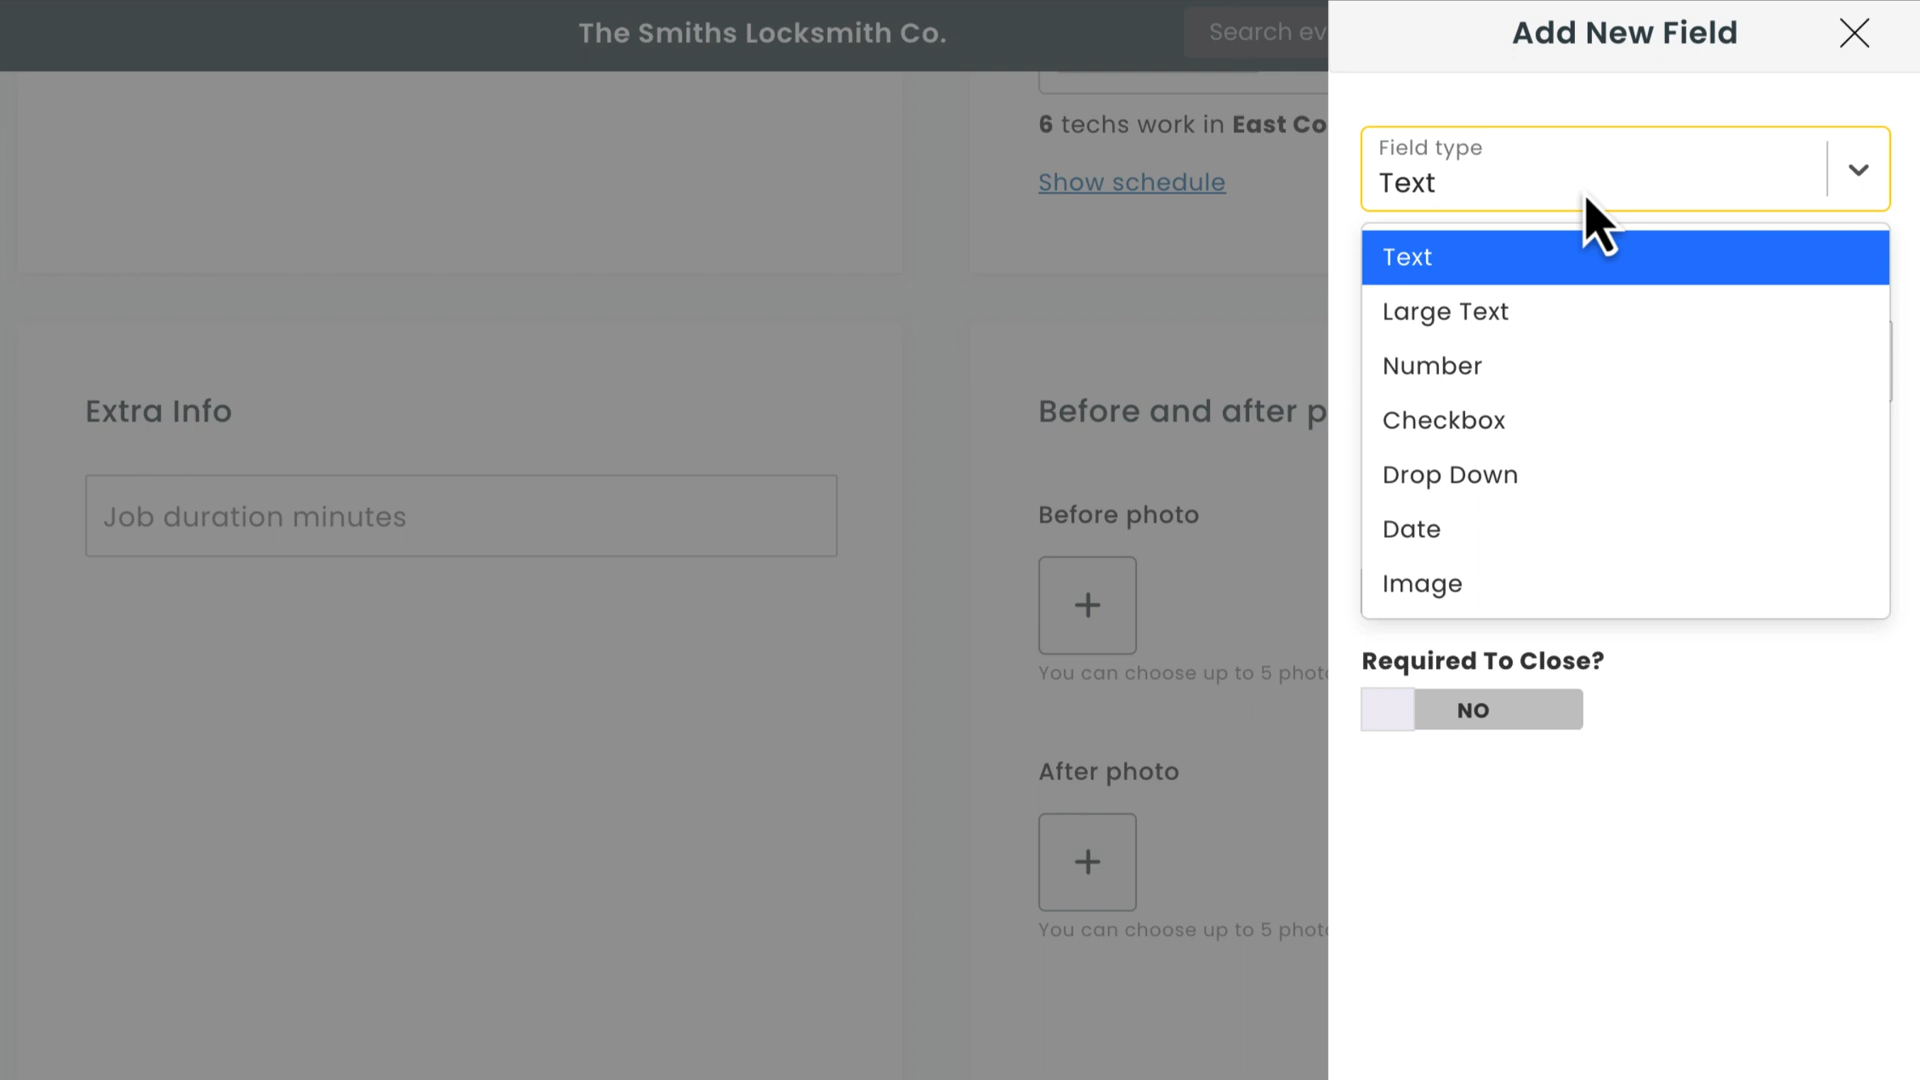 The Smiths Locksmith Co.
Search ev
6 techs work in East Co
Show schedule
Extra Info
Job duration minutes
Before and after p
Before photo
+
You can choose up to 5 phot
After photo
+
You can choose up to 5 phot
Add New Field
Field type
Text
Text
Large Text
Number
Checkbox
Drop Down
Date
Image
Required To Close?
NO